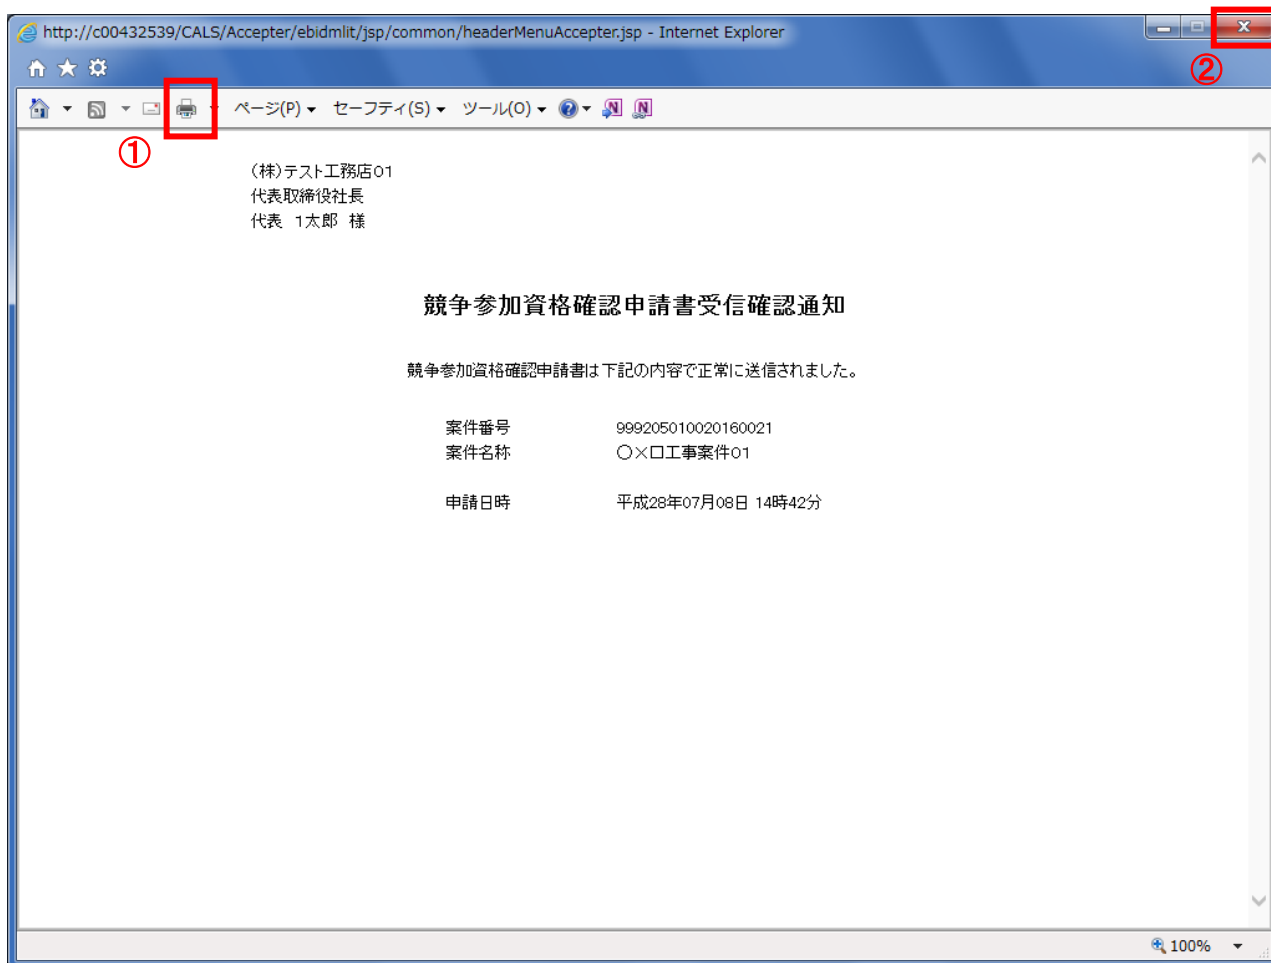 http://c00432539/CALS/Accepter/ebidmlit/jsp/common/headerMenuAccepter.jsp - Internet Explorer
②
ページ(P) セーフティ(S) ツール(O)
①
(株)テスト工務店01
代表取締役社長
代表 1太郎 様
競争参加資格確認申請書受信確認通知
競争参加資格確認申請書は下記の内容で正常に送信されました。
案件番号 999205010020160021
案件名称 〇×口工事案件01
申請日時 平成28年07月08日 14時42分
100%